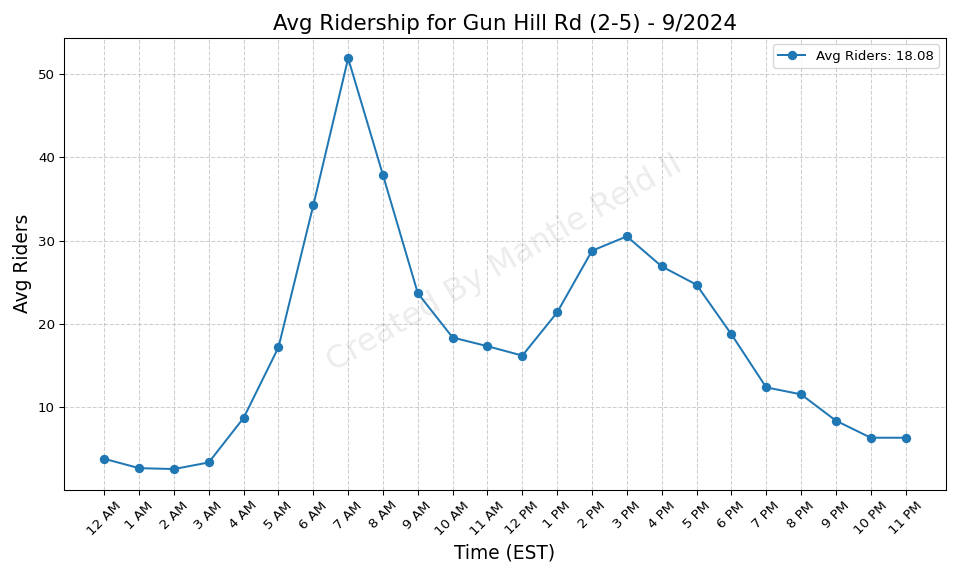 Avg Ridership for Gun Hill Rd (2-5) - 9/2024
Avg Riders: 18.08
50
40
30
20
10
Avg Riders
Created By Mantie Reid II
12 AM
1 AM
2 AM
3 AM
4 AM
5 AM
6 AM
7 AM
8 AM
9 AM
10 AM
11 AM
12 PM
1 PM
2 PM
3 PM
4 PM
5 PM
6 PM
7 PM
8 PM
9 PM
10 PM
11 PM
Time (EST)